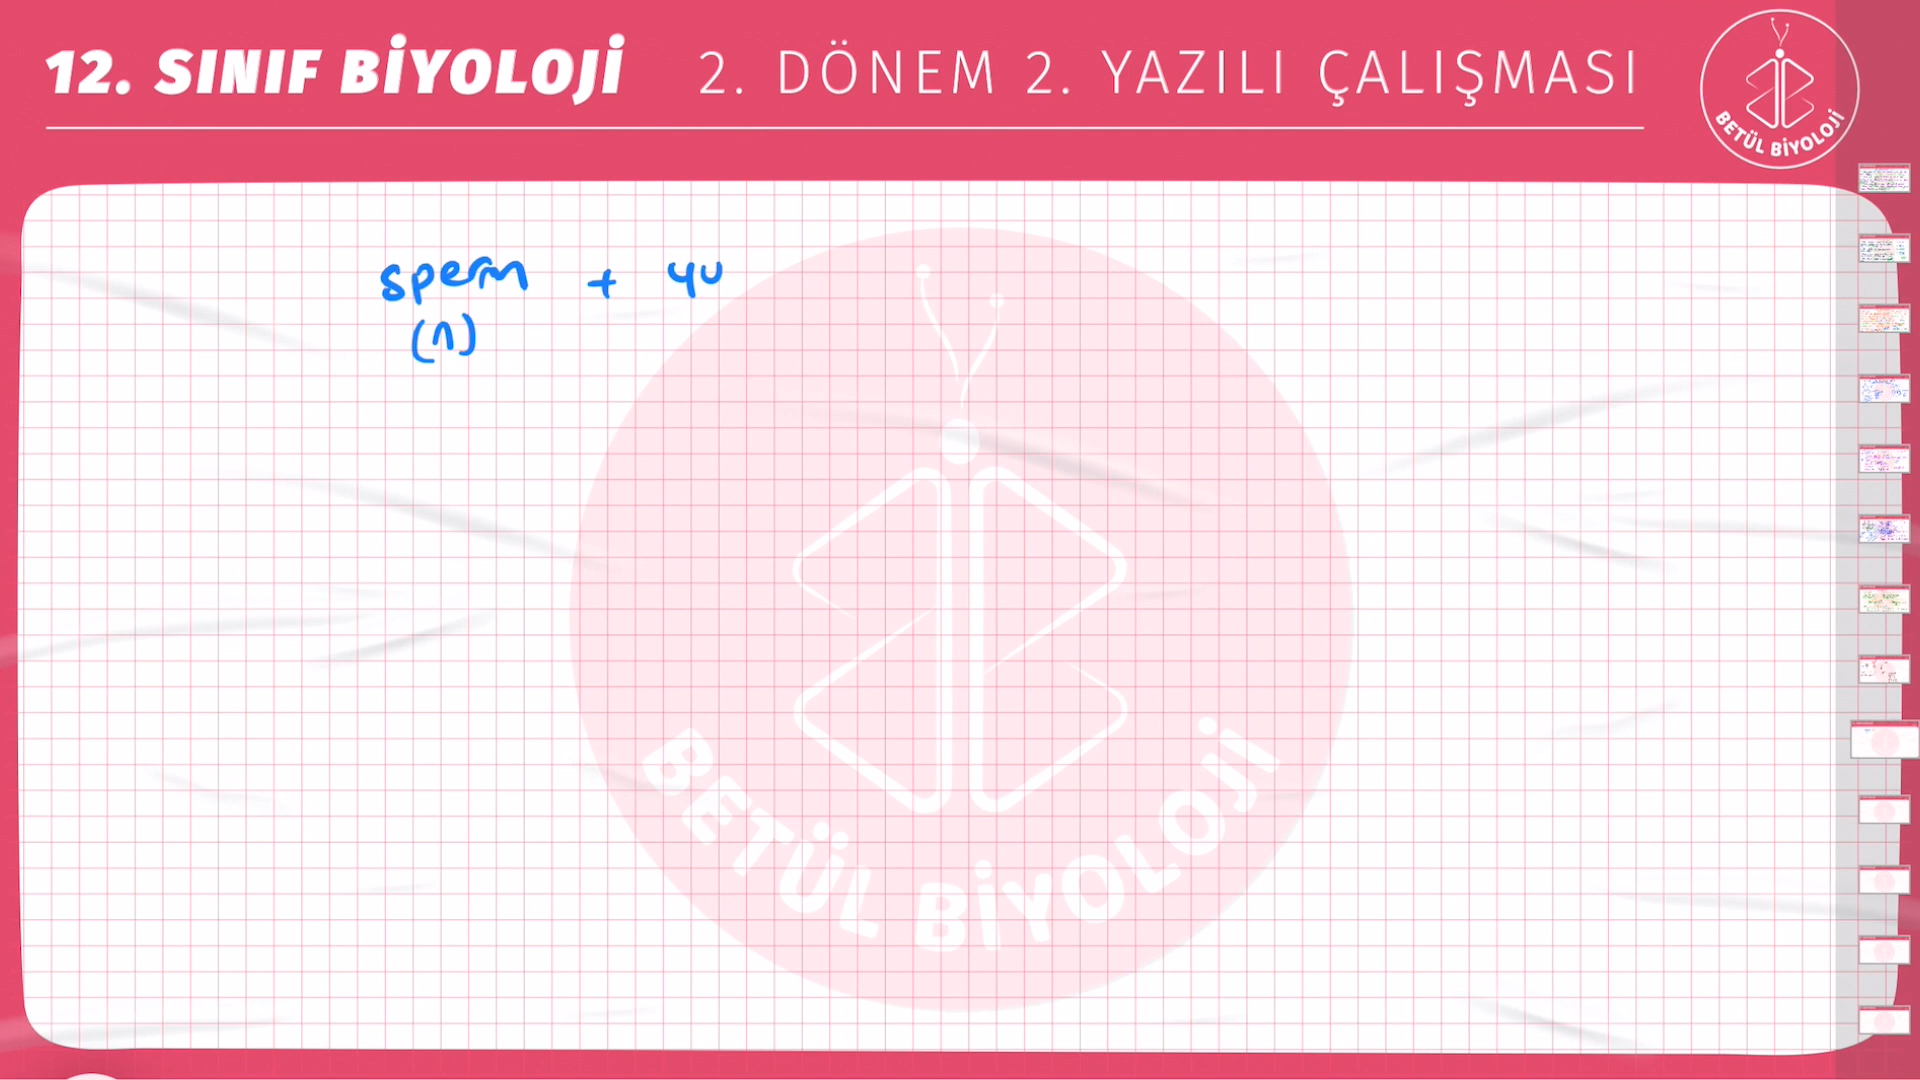 12. SINIF BİYOLOJİ 2. DÖNEM 2. YAZILI ÇALIŞMASI
BETÜL BİYOLOJİ
sperm + yu
(n)
BETÜL BİYOLOJİ